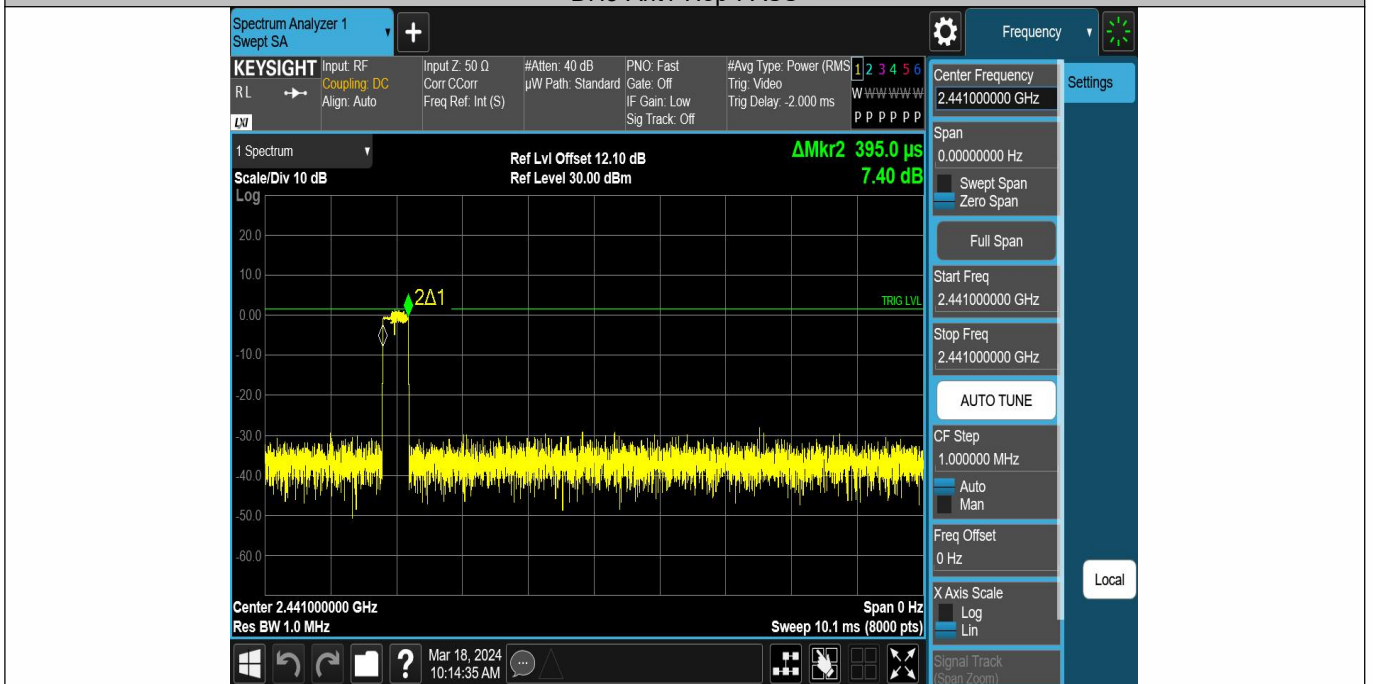 Spectrum Analyzer 1
Swept SA
+
Frequency
KEYSIGHT
RL
LXI
Input: RF
Coupling: DC
Align: Auto
Input Z: 50 Ω
Corr CCorr
Freq Ref: Int (S)
#Atten: 40 dB
µW Path: Standard
PNO: Fast
Gate: Off
IF Gain: Low
Sig Track: Off
#Avg Type: Power (RMS
Trig: Video
Trig Delay: -2.000 ms
1 2 3 4 5 6
W W W W W W
P P P P P P
1 Spectrum
Scale/Div 10 dB
Log
Ref Lvl Offset 12.10 dB
Ref Level 30.00 dBm
ΔMkr2 395.0 µs
7.40 dB
20.0
10.0
2Δ1
TRIG LVL
0.00
-10.0
-20.0
-30.0
-40.0
-50.0
-60.0
Center 2.441000000 GHz
Res BW 1.0 MHz
Span 0 Hz
Sweep 10.1 ms (8000 pts)
Center Frequency
2.441000000 GHz
Settings
Span
0.00000000 Hz
Swept Span
Zero Span
Full Span
Start Freq
2.441000000 GHz
Stop Freq
2.441000000 GHz
AUTO TUNE
CF Step
1.000000 MHz
Auto
Man
Freq Offset
0 Hz
X Axis Scale
Log
Lin
Local
Signal Track
(Span Zoom)
?
Mar 18, 2024
10:14:35 AM